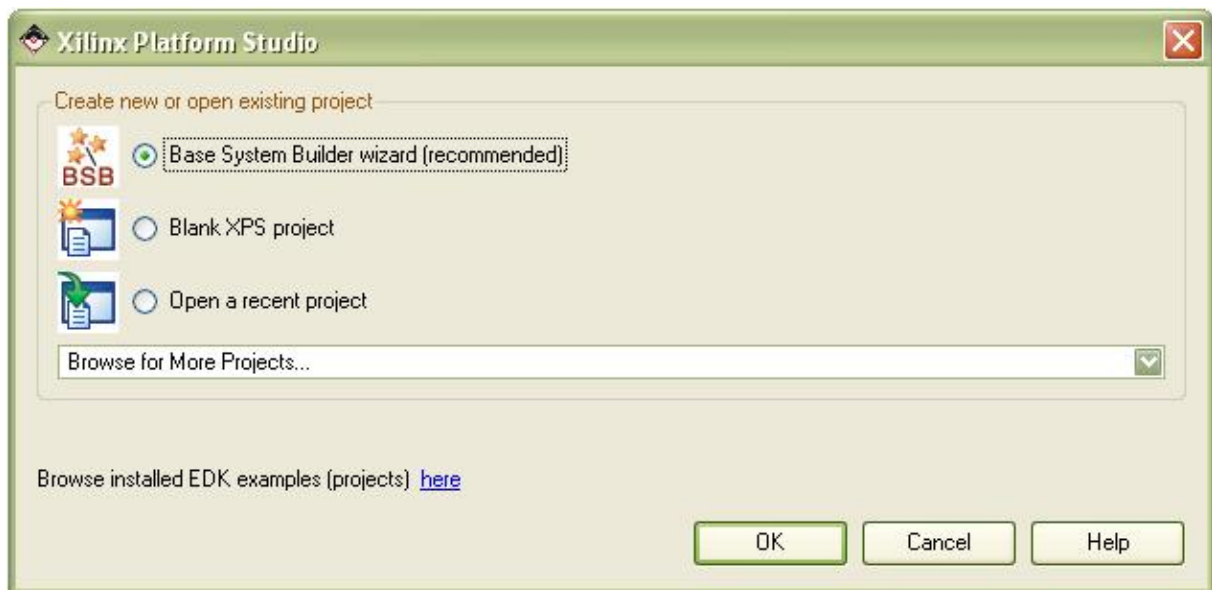 Xilinx Platform Studio
Create new or open existing project
BSB
Base System Builder wizard (recommended)
Blank XPS project
Open a recent project
Browse for More Projects...
Browse installed EDK examples (projects) here
OK
Cancel
Help